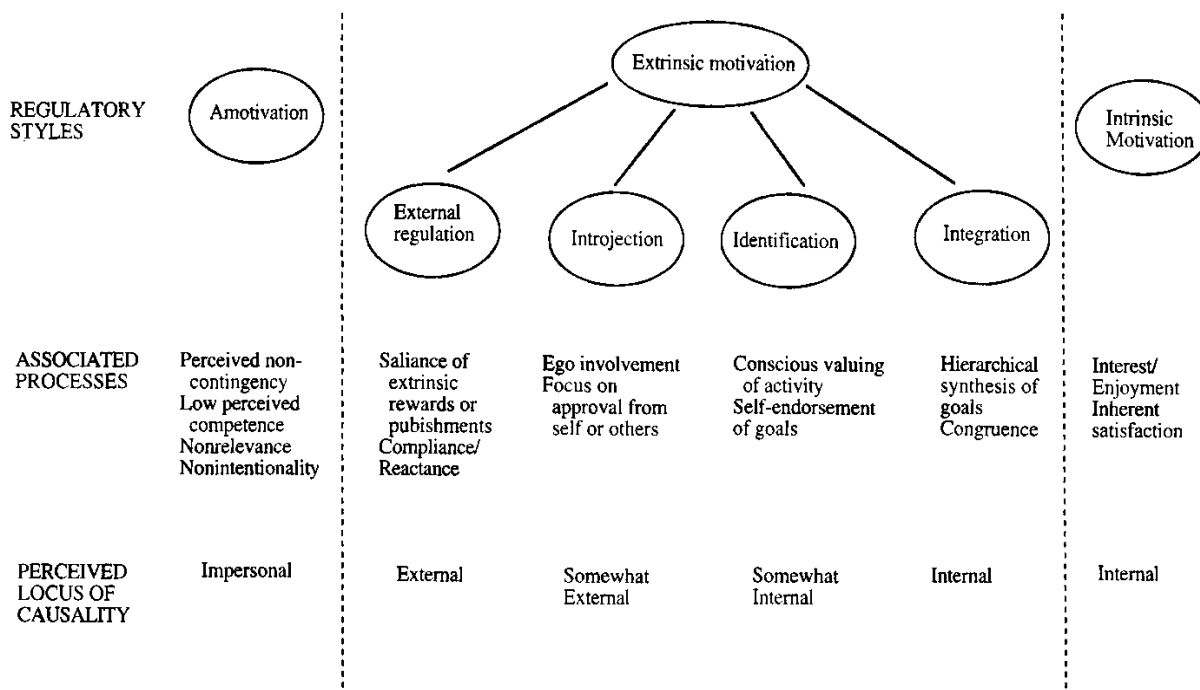 Extrinsic motivation
REGULATORY
STYLES
Amotivation
Intrinsic
Motivation
External
regulation
Introjection
Identification
Integration
ASSOCIATED
PROCESSES
Perceived non-
contingency
Low perceived
competence
Nonrelevance
Nonintentionality
Saliance of
extrinsic
rewards or
pubishments
Compliance/
Reactance
Ego involvement
Focus on
approval from
self or others
Conscious valuing
of activity
Self-endorsement
of goals
Hierarchical
synthesis of
goals
Congruence
Interest/
Enjoyment
Inherent
satisfaction
PERCEIVED
LOCUS OF
CAUSALITY
Impersonal
External
Somewhat
External
Somewhat
Internal
Internal
Internal